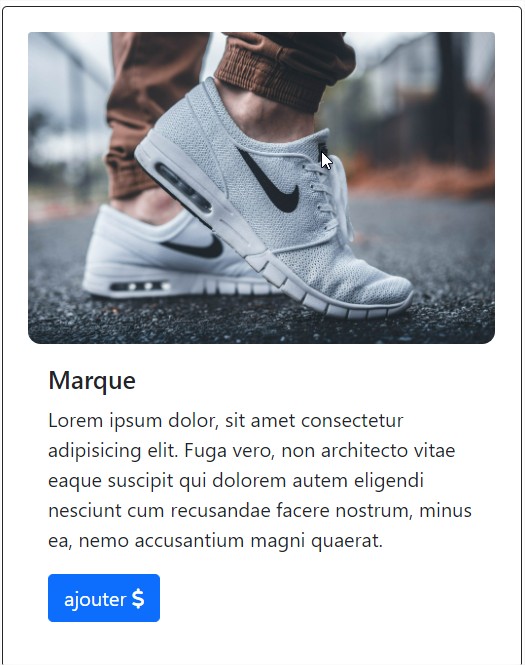 Marque
Lorem ipsum dolor, sit amet consectetur
adipisicing elit. Fuga vero, non architecto vitae
eaque suscipit qui dolorem autem eligendi
nesciunt cum recusandae facere nostrum, minus
ea, nemo accusantium magni quaerat.
ajouter $